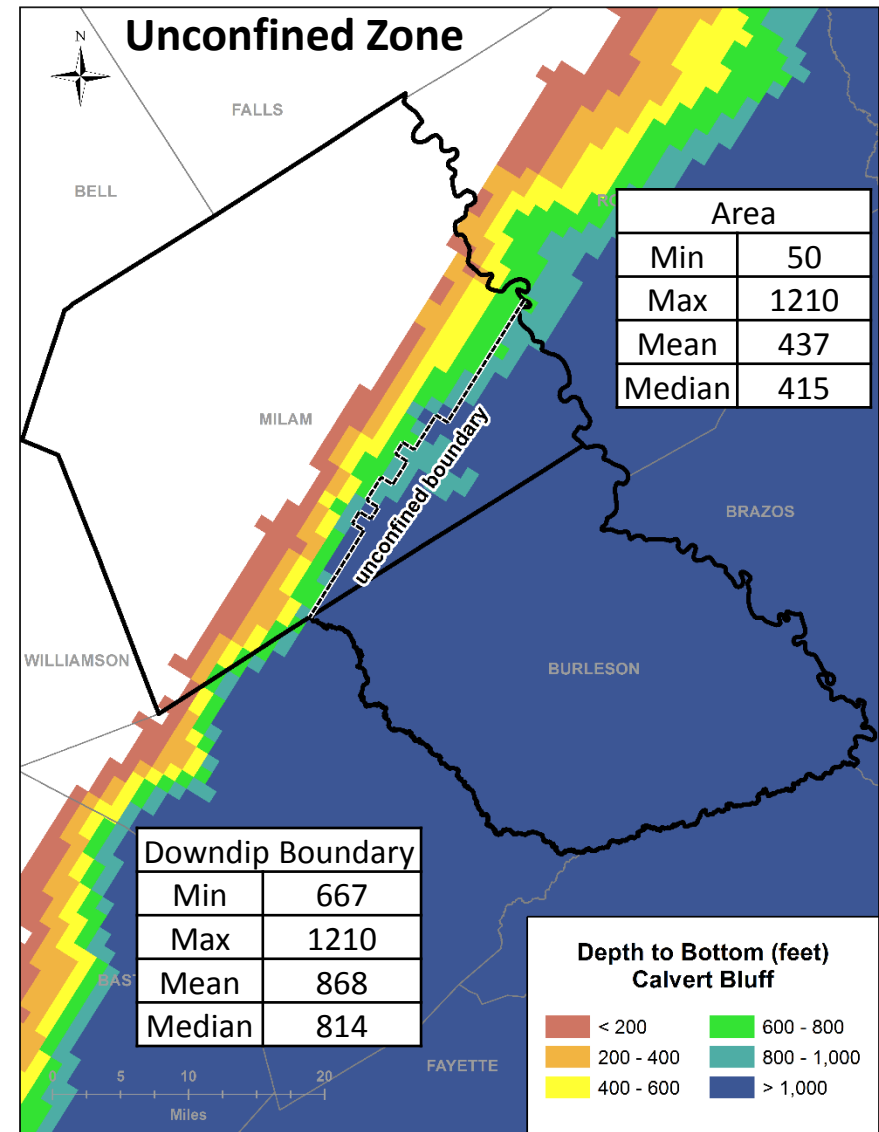 Unconfined Zone
N
FALLS
BELL
RO
Area
Min 50
Max 1210
Mean 437
Median 415
MILAM
unconfined boundary
BRAZOS
WILLIAMSON
BURLESON
Downdip Boundary
Min 667
Max 1210
Mean 868
Median 814
BAST
FAYETTE
0 5 10 20
Miles
Depth to Bottom (feet)
Calvert Bluff
< 200 600 - 800
200 - 400 800 - 1,000
400 - 600 > 1,000